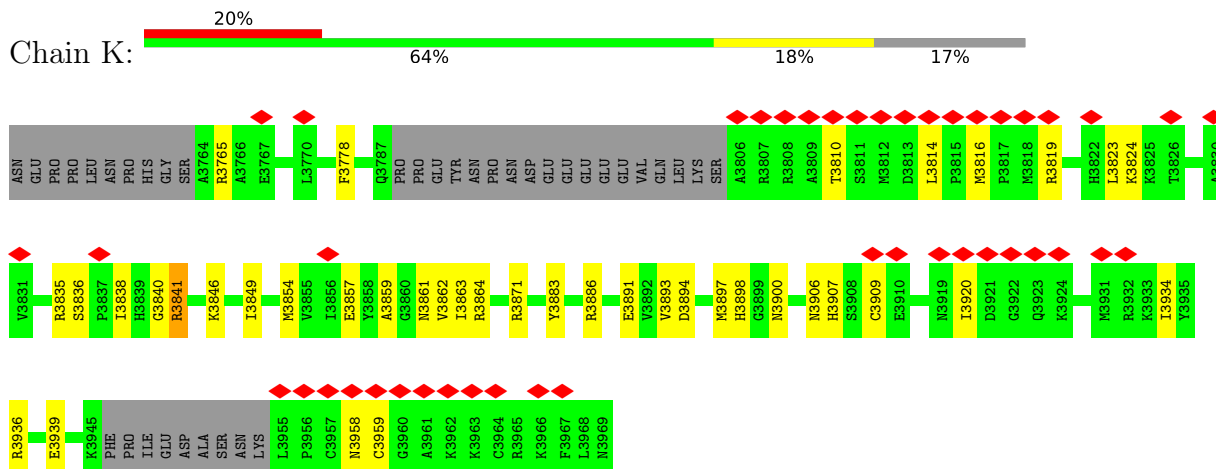 20%
Chain K:
64% 18% 17%
ASN GLU PRO PRO LEU ASN PRO HIS GLY SER A3764 R3765 A3766 E3767 L3770 F3778 Q3787 PRO PRO GLU TYR ASN PRO ASN ASP GLU GLU GLU GLU GLU VAL GLN LEU LYS SER A3806 R3807 R3808 A3809 T3810 S3811 M3812 D3813 L3814 P3815 M3816 P3817 M3818 R3819 H3822 L3823 K3824 K3825 T3826 A3830
V3831 R3835 S3836 P3837 I3838 H3839 G3840 R3841 K3846 I3849 M3854 V3855 I3856 E3857 Y3858 A3859 G3860 N3861 V3862 I3863 R3864 R3871 Y3883 R3886 E3891 V3892 V3893 D3894 M3897 H3898 G3899 N3900 N3906 H3907 S3908 C3909 E3910 N3919 I3920 D3921 G3922 Q3923 K3924 M3931 R3932 K3933 I3934 Y3935
R3936 E3939 K3945 PHE PRO ILE GLU ASP ALA SER ASN LYS L3955 P3956 C3957 N3958 C3959 G3960 A3961 K3962 K3963 C3964 R3965 K3966 F3967 L3968 N3969